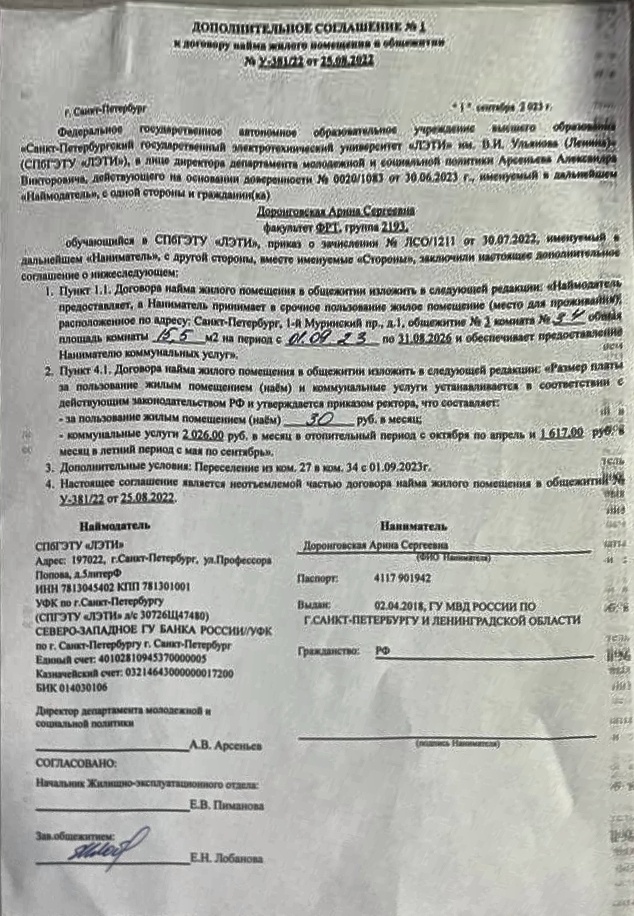 ДОПОЛНИТЕЛЬНОЕ СОГЛАШЕНИЕ № 1
к договору найма жилого помещения в общежитии
№ У-381/22 от 25.08.2022
г. Санкт-Петербург "1" сентября 2023 г.
Федеральное государственное автономное образовательное учреждение высшего образования
«Санкт-Петербургский государственный электротехнический университет «ЛЭТИ» им. В.И. Ульянова (Ленина)»
(СПбГЭТУ «ЛЭТИ»), в лице директора департамента молодежной и социальной политики Арсеньева Александра
Викторовича, действующего на основании доверенности № 0020/1083 от 30.06.2023 г., именуемый в дальнейшем
«Наймодатель», с одной стороны и гражданин(ка)
Доронговская Арина Сергеевна
факультет ФРТ, группа 2193,
обучающийся в СПбГЭТУ «ЛЭТИ», приказ о зачислении № ЛСО/1211 от 30.07.2022, именуемый в
дальнейшем «Наниматель», с другой стороны, вместе именуемые «Стороны», заключили настоящее дополнительное
соглашение о нижеследующем:
1. Пункт 1.1. Договора найма жилого помещения в общежитии изложить в следующей редакции: «Наймодатель
предоставляет, а Наниматель принимает в срочное пользование жилое помещение (место для проживания),
расположенное по адресу: Санкт-Петербург, 1-й Муринский пр., д.1, общежитие № 1 комната № 34 общая
площадь комнаты 15,5 м2 на период с 01.09.23 по 31.08.2026 и обеспечивает предоставление
Нанимателю коммунальных услуг».
2. Пункт 4.1. Договора найма жилого помещения в общежитии изложить в следующей редакции: «Размер платы
за пользование жилым помещением (наём) и коммунальные услуги устанавливается в соответствии с
действующим законодательством РФ и утверждается приказом ректора, что составляет:
- за пользование жилым помещением (наём) 30 руб. в месяц;
- коммунальные услуги 2 026,00 руб. в месяц в отопительный период с октября по апрель и 1 617,00 руб. в
месяц в летний период с мая по сентябрь».
3. Дополнительные условия: Переселение из ком. 27 в ком. 34 с 01.09.2023г.
4. Настоящее соглашение является неотъемлемой частью договора найма жилого помещения в общежитии №
У-381/22 от 25.08.2022.
Наймодатель
СПбГЭТУ «ЛЭТИ»
Адрес: 197022, г.Санкт-Петербург, ул.Профессора
Попова, д.5литерФ
ИНН 7813045402 КПП 781301001
УФК по г.Санкт-Петербургу
(СПГЭТУ «ЛЭТИ» л/с 30726Щ47480)
СЕВЕРО-ЗАПАДНОЕ ГУ БАНКА РОССИИ//УФК
по г. Санкт-Петербургу г. Санкт-Петербург
Единый счет: 40102810945370000005
Казначейский счет: 03214643000000017200
БИК 014030106
Директор департамента молодежной и
социальной политики
А.В. Арсеньев
СОГЛАСОВАНО:
Начальник Жилищно-эксплуатационного отдела:
Е.В. Пиманова
Зав.общежитием:
Е.Н. Лобанова
Наниматель
Доронговская Арина Сергеевна
(ФИО Нанимателя)
Паспорт: 4117 901942
Выдан: 02.04.2018, ГУ МВД РОССИИ ПО
Г.САНКТ-ПЕТЕРБУРГУ И ЛЕНИНГРАДСКОЙ ОБЛАСТИ
Гражданство: РФ
(подпись Нанимателя)